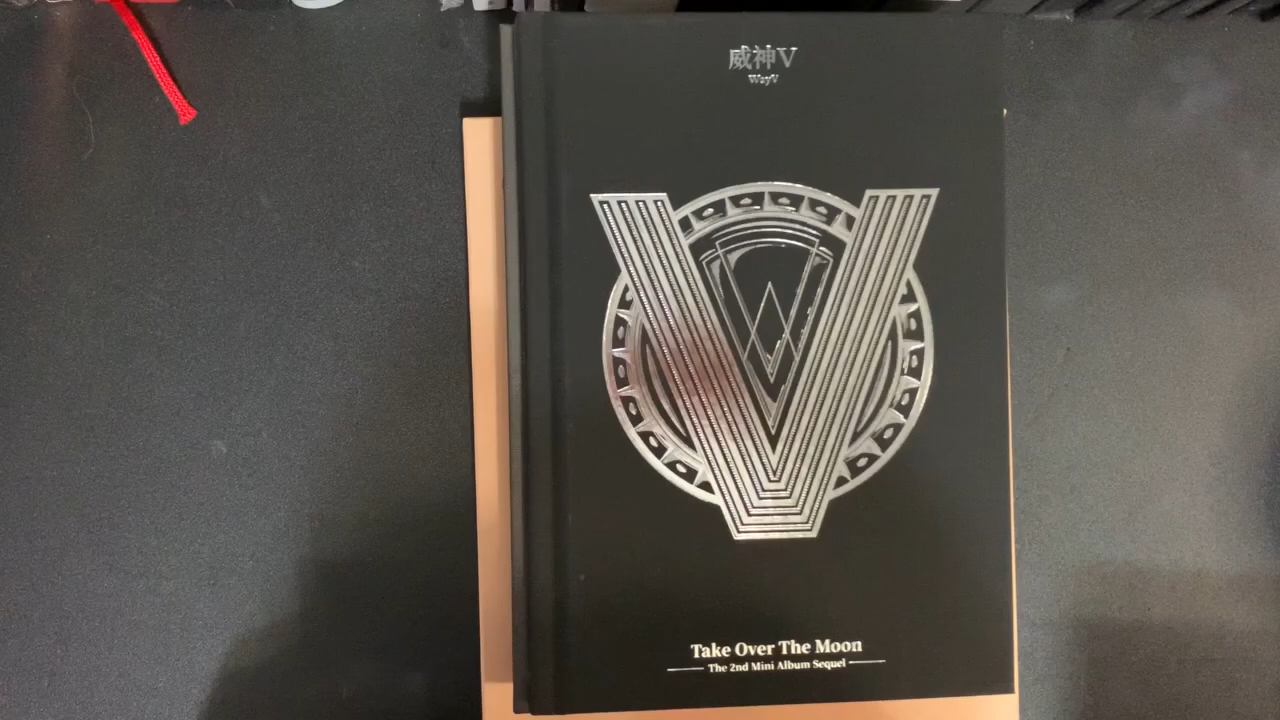 威神V
WayV
Take Over The Moon
The 2nd Mini Album Sequel